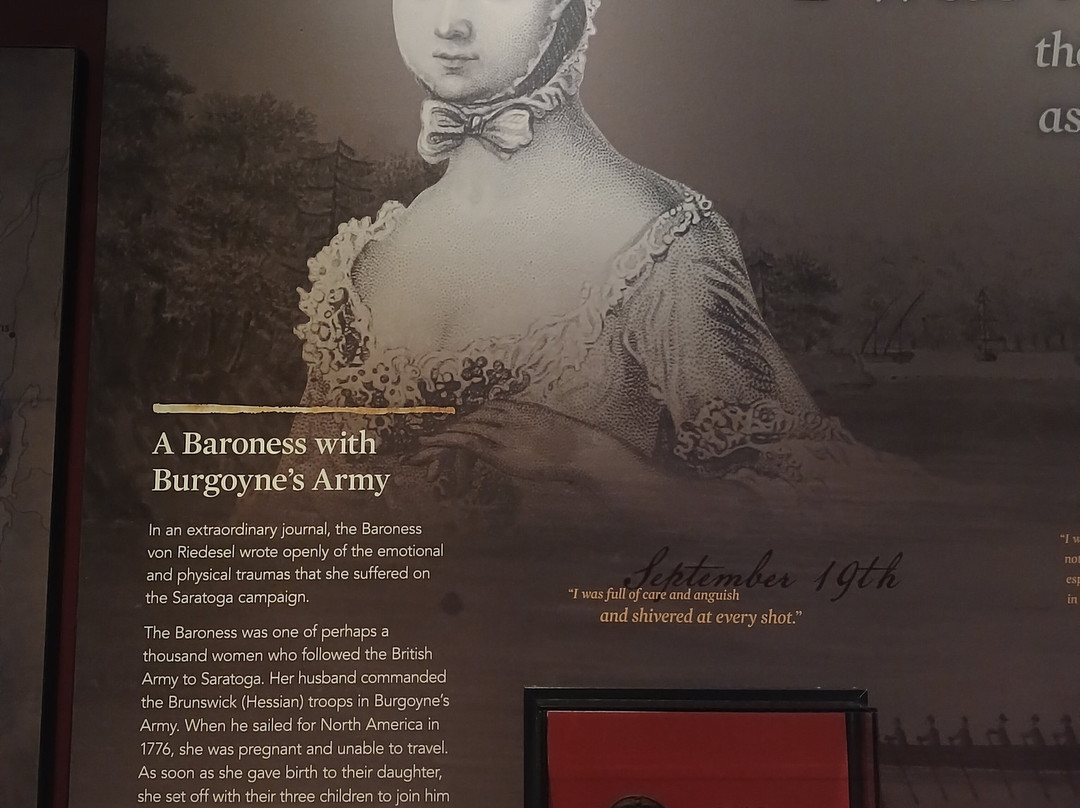 the
as
A Baroness with
Burgoyne's Army
In an extraordinary journal, the Baroness
von Riedesel wrote openly of the emotional
and physical traumas that she suffered on
the Saratoga campaign.
The Baroness was one of perhaps a
thousand women who followed the British
Army to Saratoga. Her husband commanded
the Brunswick (Hessian) troops in Burgoyne's
Army. When he sailed for North America in
1776, she was pregnant and unable to travel.
As soon as she gave birth to their daughter,
she set off with their three children to join him
September 19th
“I was full of care and anguish
and shivered at every shot.”
“I w
not
esp
in